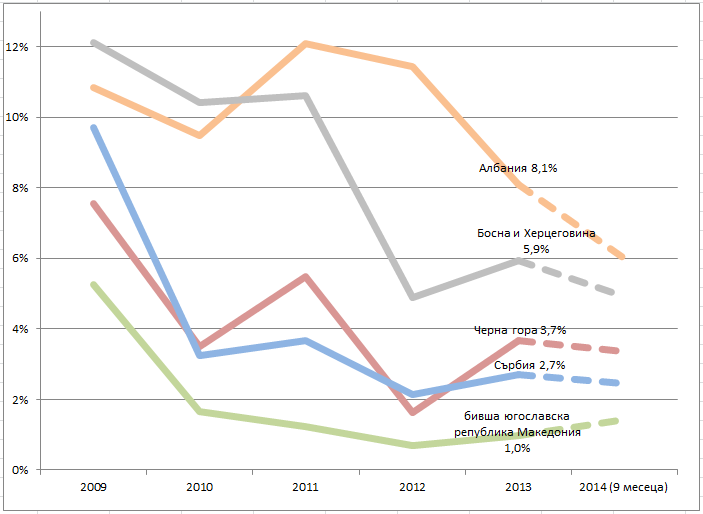 12%
10%
Албания 8,1%
8%
Босна и Херцеговина
5,9%
6%
4%
Черна гора 3,7%
Сърбия 2,7%
2%
бивша югославска
република Македония
1,0%
0%
2009 2010 2011 2012 2013 2014 (9 месеца)